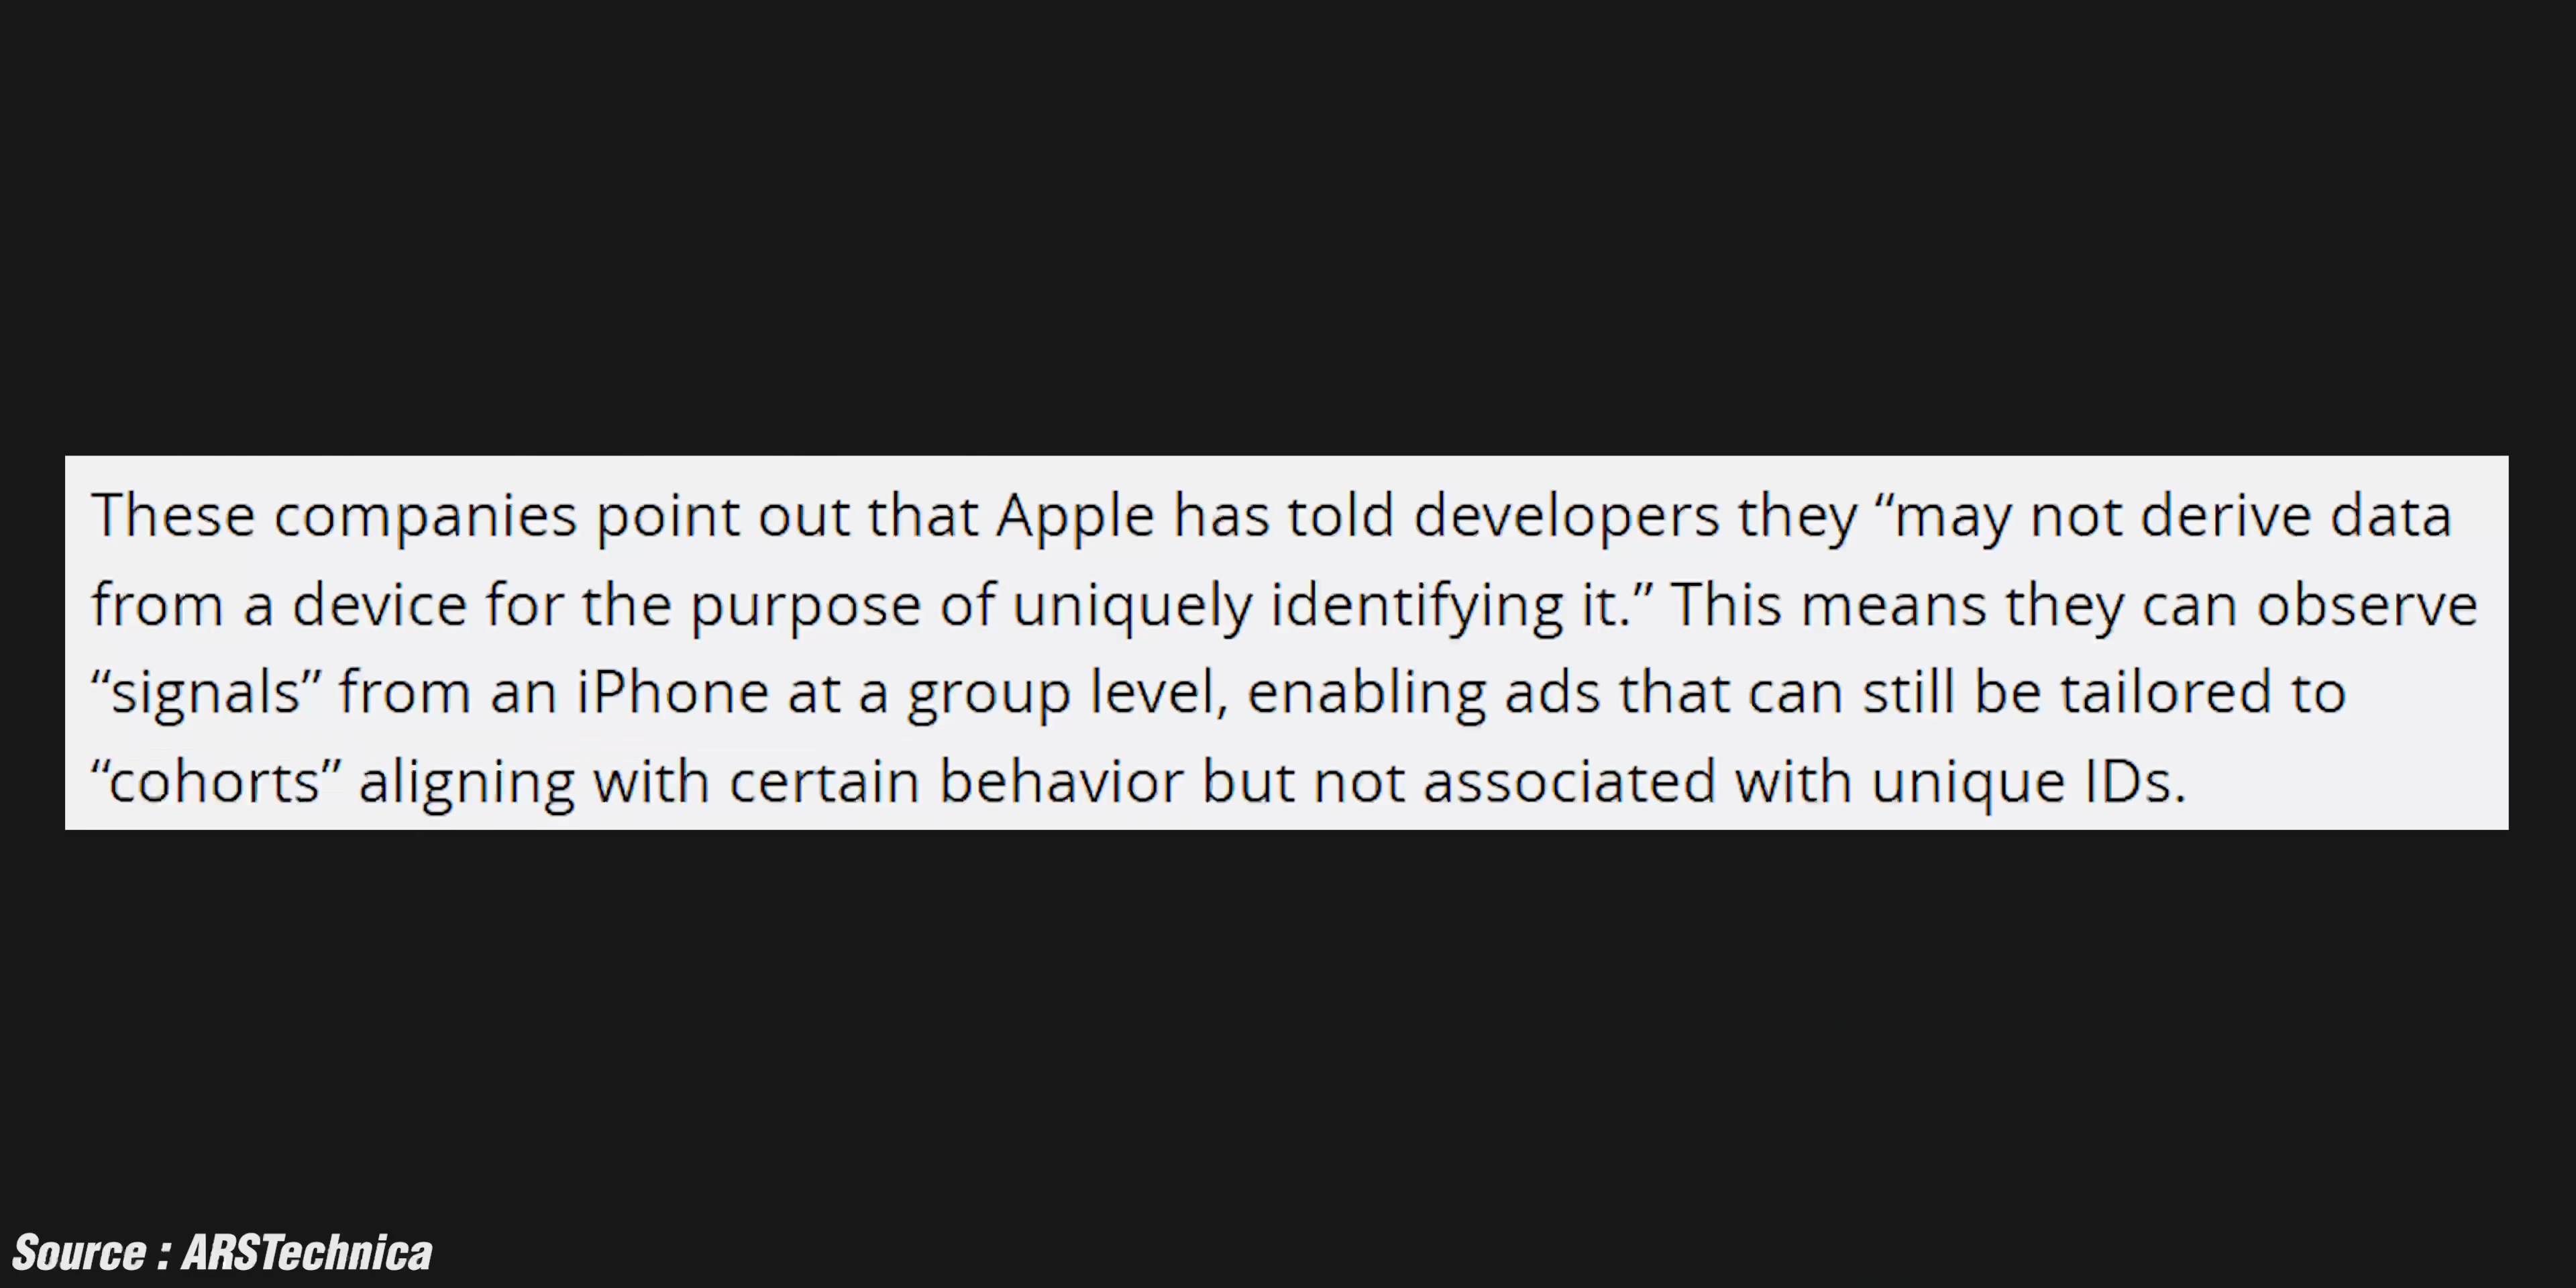 These companies point out that Apple has told developers they “may not derive data
from a device for the purpose of uniquely identifying it.” This means they can observe
“signals” from an iPhone at a group level, enabling ads that can still be tailored to
“cohorts” aligning with certain behavior but not associated with unique IDs.
Source : ARSTechnica